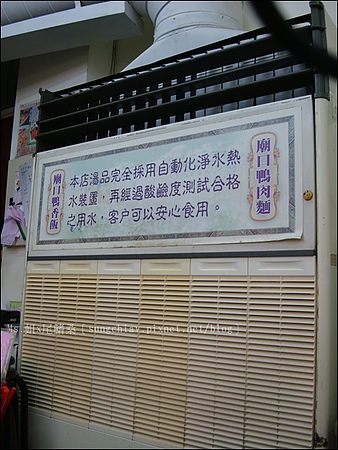 廟口鴨香飯
本店湯品完全採用自動化淨水熱
水裝置，再經過酸鹼度測試合格
之用水，客戶可以安心食用。
廟口鴨肉麵